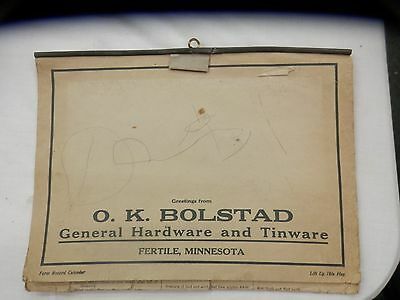 Greetings from
O. K. BOLSTAD
General Hardware and Tinware
FERTILE, MINNESOTA
Farm Record Calendar
Lift Up This Flap